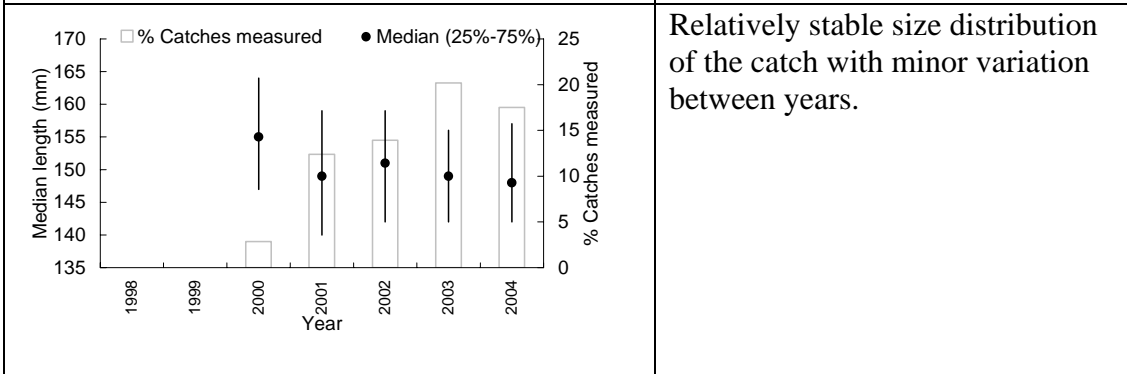 % Catches measured
Median (25%-75%)
170
165
160
155
150
145
140
135
Median length (mm)
25
20
15
10
5
0
% Catches measured
1998
1999
2000
2001
2002
2003
2004
Year
Relatively stable size distribution
of the catch with minor variation
between years.